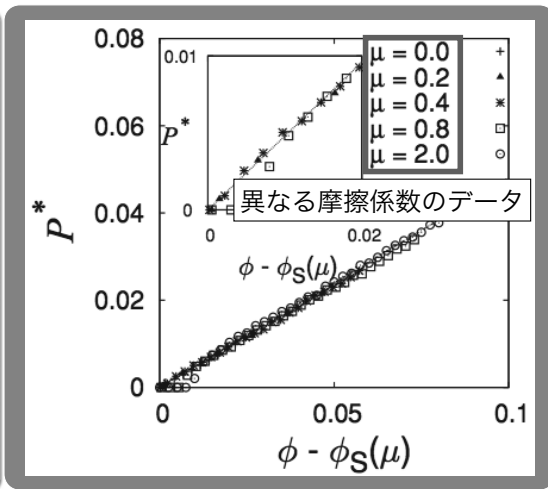 0.08
0.06
0.04
0.02
0
P*
0.01
P*
0
0
0.02
ϕ - ϕS(μ)
μ = 0.0
μ = 0.2
μ = 0.4
μ = 0.8
μ = 2.0
異なる摩擦係数のデータ
0
0.05
0.1
ϕ - ϕS(μ)